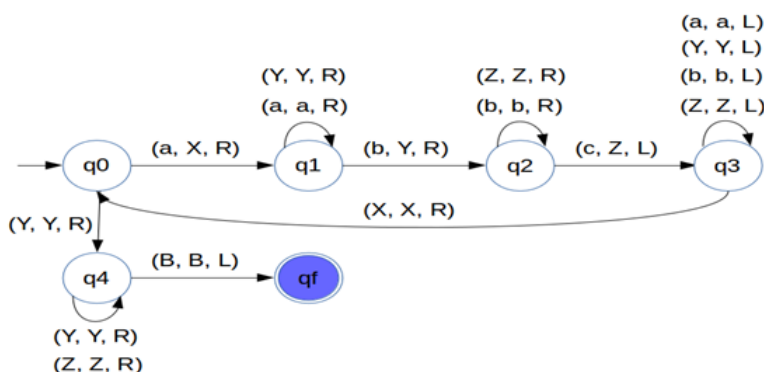 (a, a, L)
(Y, Y, L)
(Y, Y, R)
(Z, Z, R)
(b, b, L)
(a, a, R)
(b, b, R)
(Z, Z, L)
q0
(a, X, R)
q1
(b, Y, R)
q2
(c, Z, L)
q3
(X, X, R)
(Y, Y, R)
q4
(B, B, L)
qf
(Y, Y, R)
(Z, Z, R)